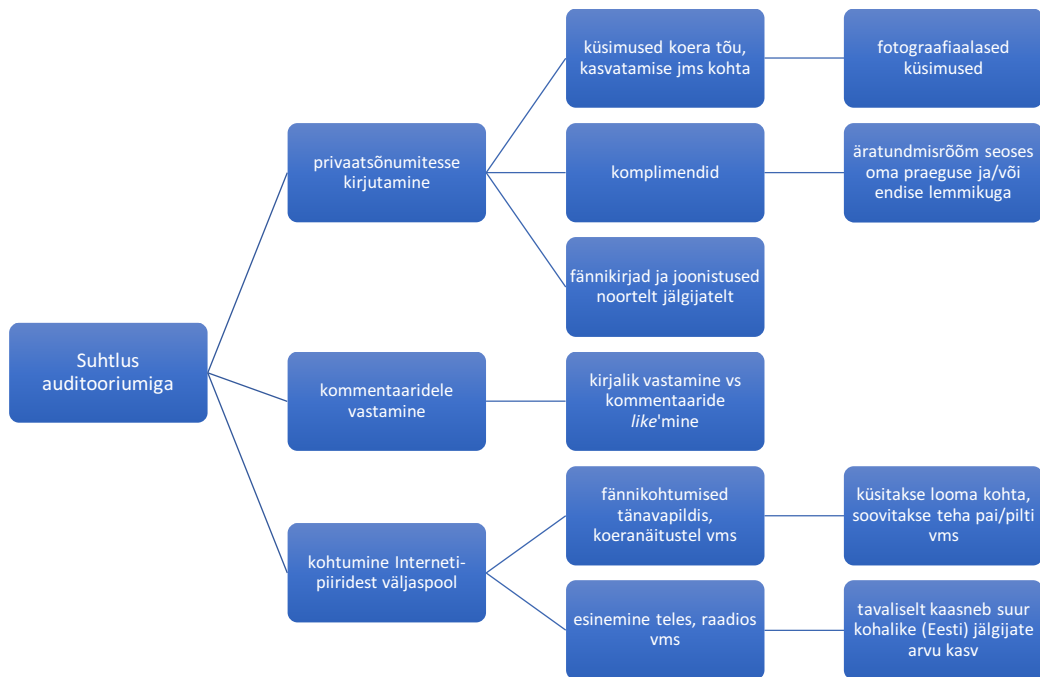 Suhtlus
auditooriumiga
privaatsõnumitesse
kirjutamine
küsimused koera tõu,
kasvatamise jms kohta
fotograafiaalased
küsimused
komplimendid
äratundmisrõõm seoses
oma praeguse ja/või
endise lemmikuga
fännikirjad ja joonistused
noortelt jälgijatelt
kommentaaridele
vastamine
kirjalik vastamine vs
kommentaaride
like'mine
kohtumine Interneti-
piiridest väljaspool
fännikohtumised
tänavapildis,
koeranäitustel vms
küsitakse looma kohta,
soovitakse teha pai/pilti
vms
esinemine teles, raadios
vms
tavaliselt kaasneb suur
kohalike (Eesti) jälgijate
arvu kasv